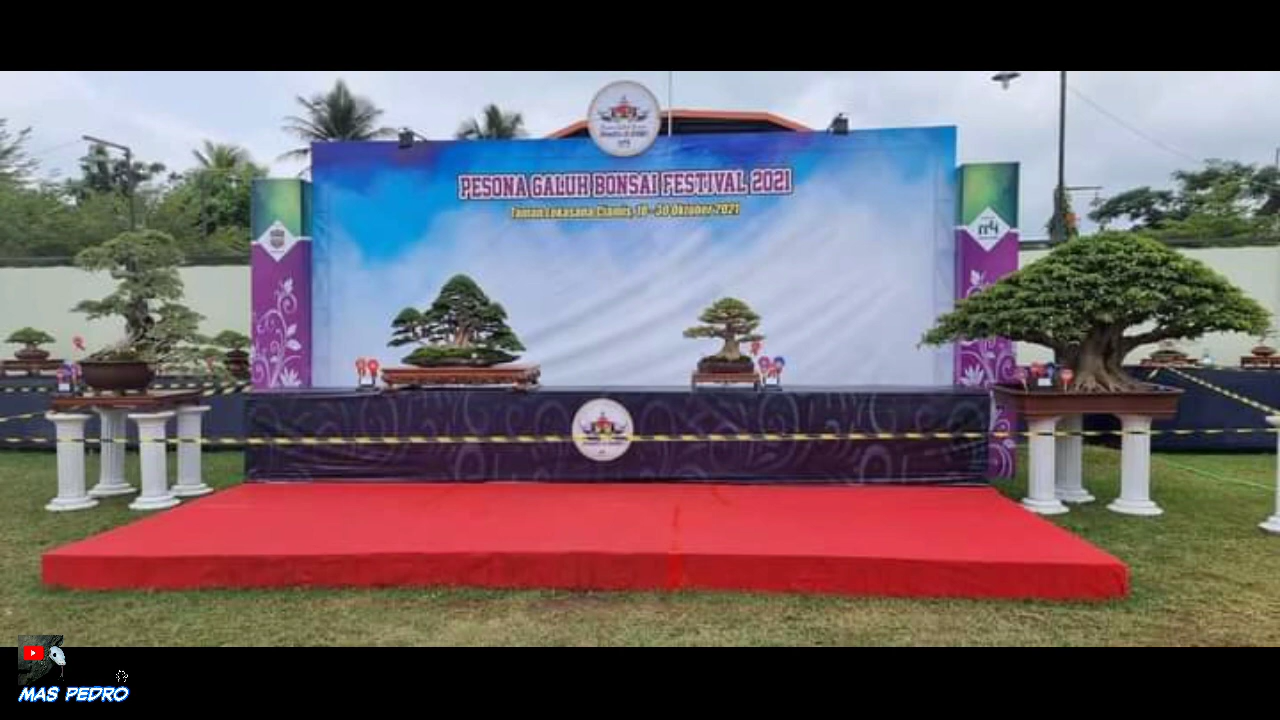 PESONA GALUH BONSAI FESTIVAL 2021
Taman Lokasana Ciamis, 18 - 30 Oktober 2021
MAS PEDRO